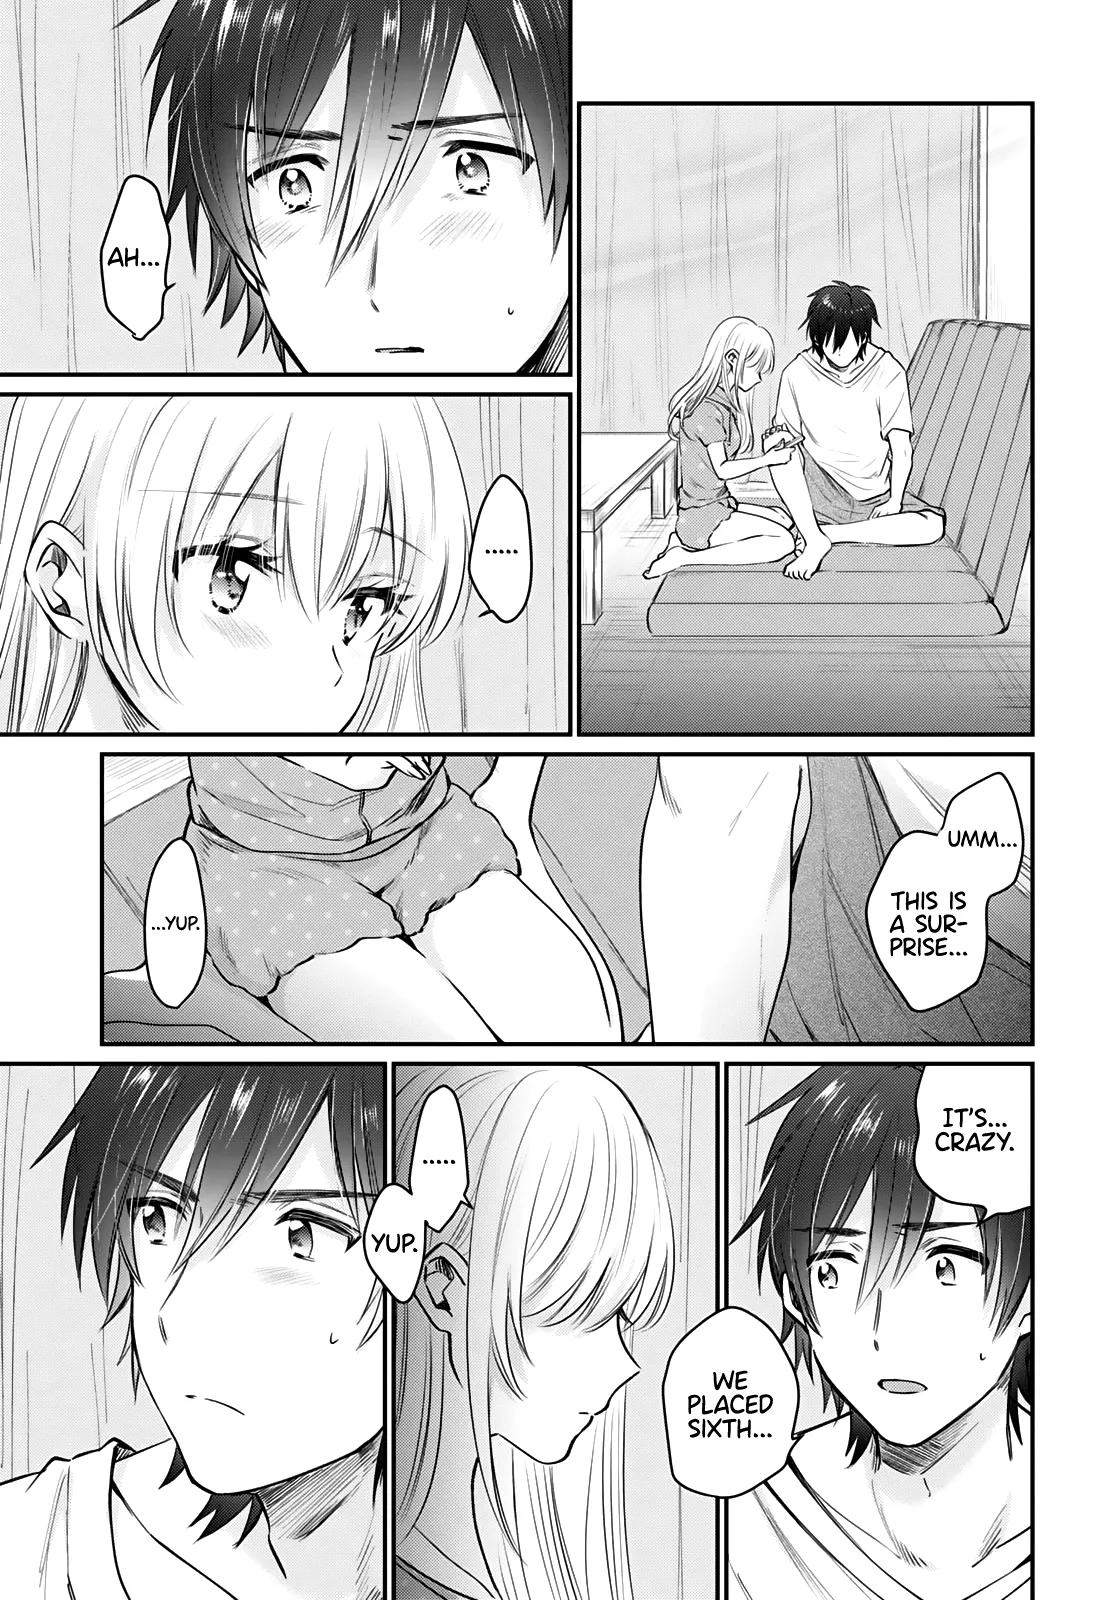 AH...
......
UMM...
THIS IS
A SUR-
PRISE...
...YUP.
IT'S...
CRAZY.
WE
PLACED
SIXTH...
......
YUP.